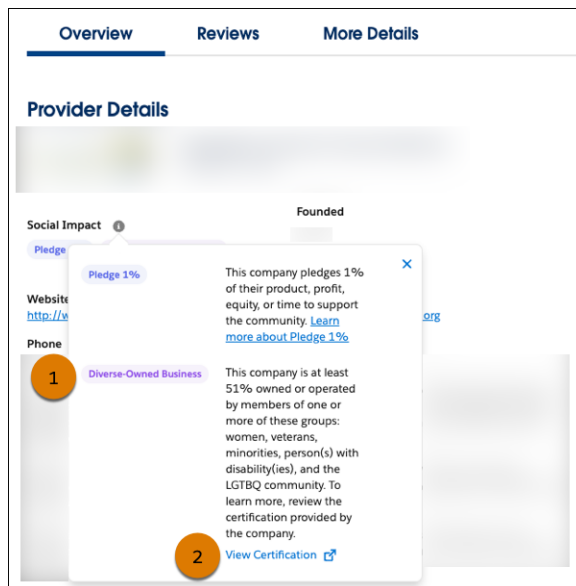 Overview Reviews More Details
Provider Details
Social Impact
Founded
Pledge
Website
http://w
org
Phone
Pledge 1%
This company pledges 1%
of their product, profit,
equity, or time to support
the community. Learn
more about Pledge 1%
1
Diverse-Owned Business
This company is at least
51% owned or operated
by members of one or
more of these groups:
women, veterans,
minorities, person(s) with
disability(ies), and the
LGTBQ community. To
learn more, review the
certification provided by
the company.
2
View Certification